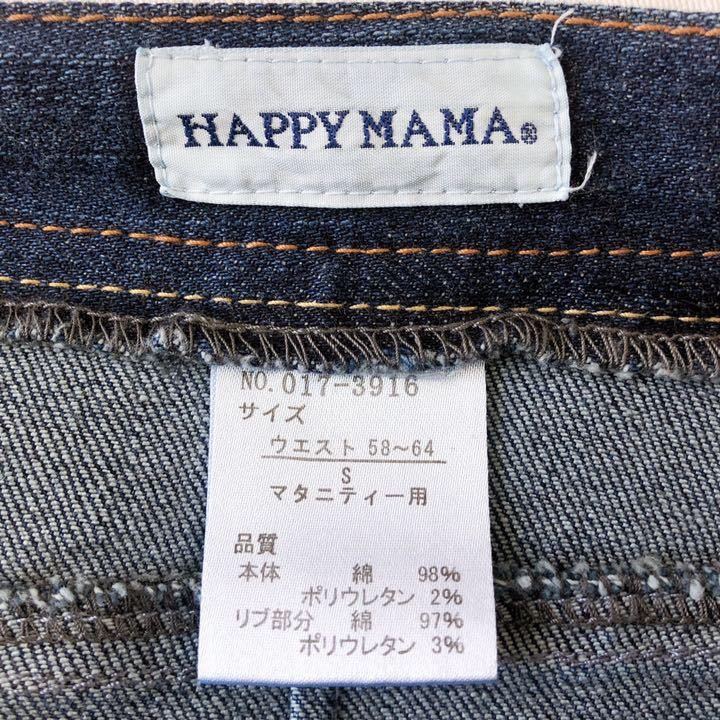 HAPPY MAMA®
NO. 017-3916
サイズ
ウエスト 58~64
S
マタニティー用
品質
本体 綿 98%
ポリウレタン 2%
リブ部分 綿 97%
ポリウレタン 3%